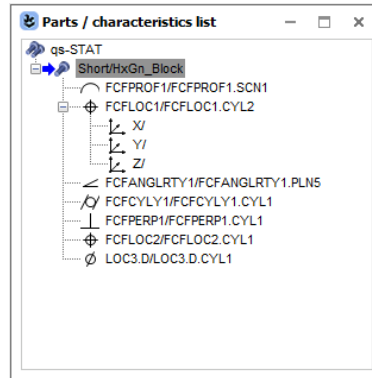 Parts / characteristics list
qs-STAT
Short/HxGn_Block
FCFPROF1/FCFPROF1.SCN1
FCFLOC1/FCFLOC1.CYL2
X/
Y/
Z/
FCFANGLRTY1/FCFANGLRTY1.PLN5
FCFCYLY1/FCFCYLY1.CYL1
FCFPERP1/FCFPERP1.CYL1
FCFLOC2/FCFLOC2.CYL1
LOC3.D/LOC3.D.CYL1